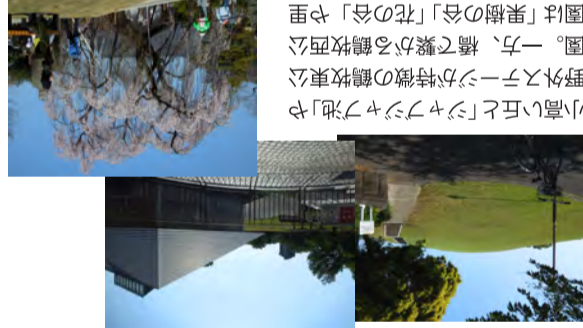 小高い丘と「ジャブジャブ池」や
野外ステージが特徴の鶴牧東公
園。一方、橋で繋がる鶴牧西公
園は「果樹の谷」「花の谷」や里